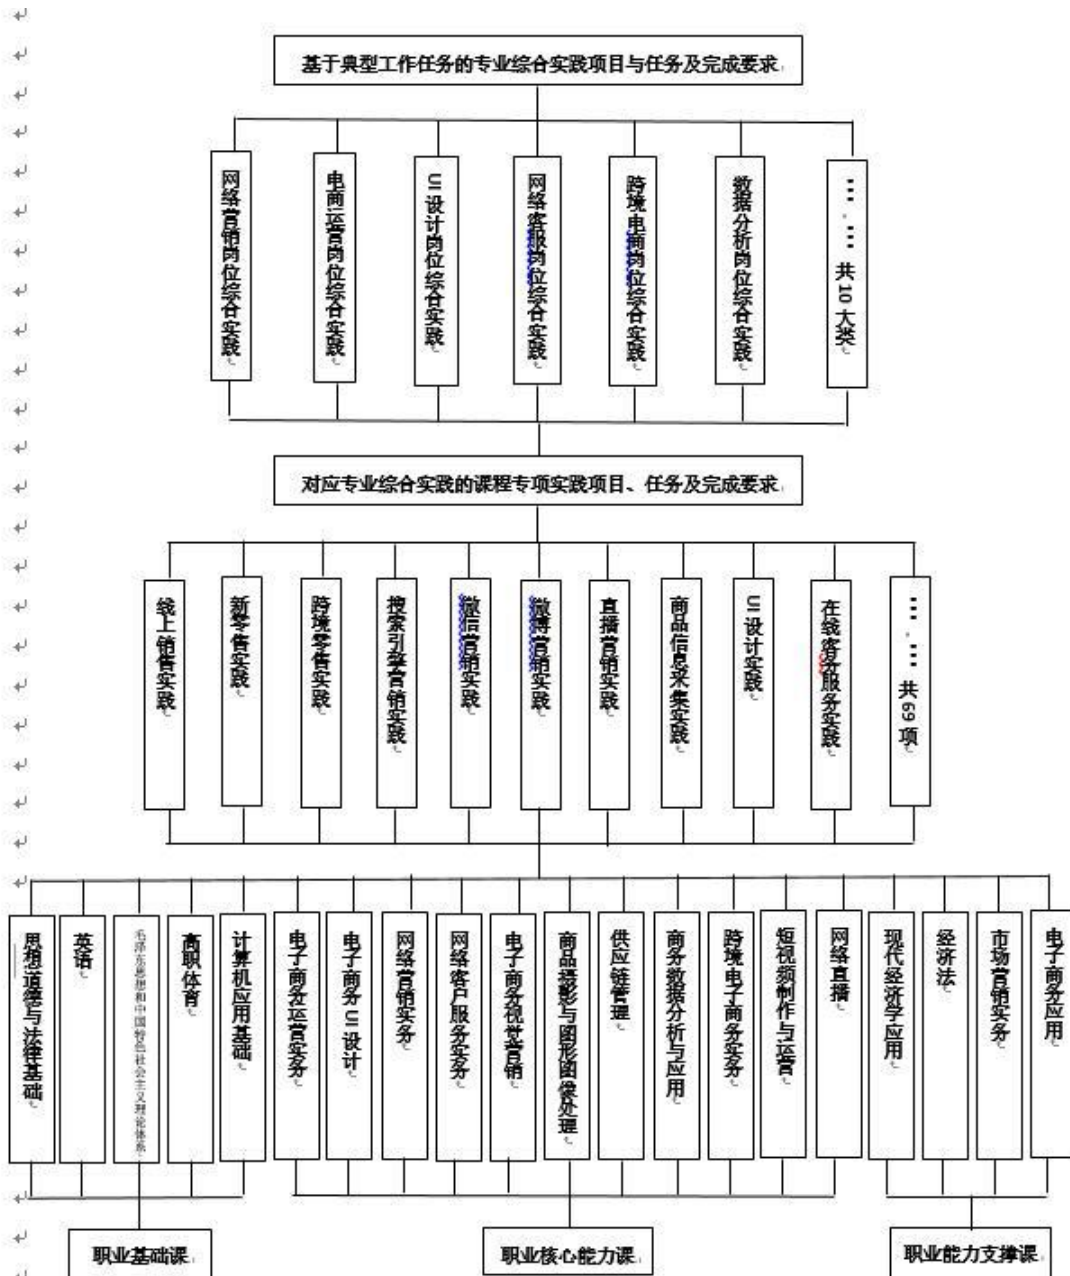 基于典型工作任务的专业综合实践项目与任务及完成要求
网络营销岗位综合实践
电商运营岗位综合实践
UI设计岗位综合实践
网络客服岗位综合实践
跨境电商岗位综合实践
数据分析岗位综合实践
…．…共10大类
对应专业综合实践的课程专项实践项目、任务及完成要求
线上销售实践
新零售实践
跨境零售实践
搜索引擎营销实践
微信营销实践
微博营销实践
直播营销实践
商品信息采集实践
UI设计实践
在线客务服务实践
…．…共69项
思想道德与法律基础
英语
毛泽东思想和中国特色社会主义理论体系
高职体育
计算机应用基础
电子商务运营实务
电子商务UI设计
网络营销实务
网络客户服务实务
电子商务视觉营销
商品摄影与图形图像处理
供应链管理
商务数据分析与应用
跨境电子商务实务
短视频制作与运营
网络直播
现代经济学应用
经济法
市场营销实务
电子商务应用
职业基础课
职业核心能力课
职业能力支撑课